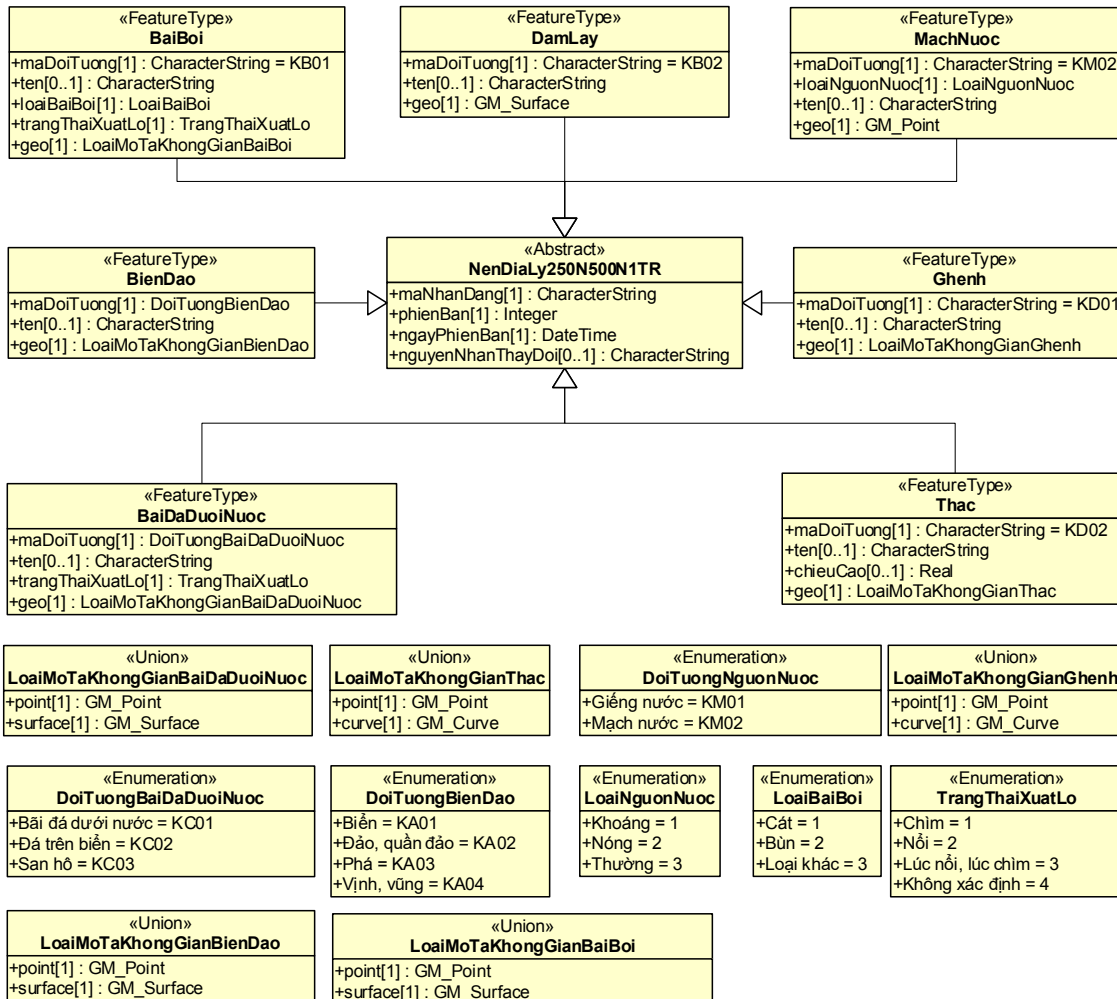 «FeatureType»
BaiBoi
+maDoiTuong[1] : CharacterString = KB01
+ten[0..1] : CharacterString
+loaiBaiBoi[1] : LoaiBaiBoi
+trangThaiXuatLo[1] : TrangThaiXuatLo
+geo[1] : LoaiMoTaKhongGianBaiBoi
«FeatureType»
DamLay
+maDoiTuong[1] : CharacterString = KB02
+ten[0..1] : CharacterString
+geo[1] : GM_Surface
«FeatureType»
MachNuoc
+maDoiTuong[1] : CharacterString = KM02
+loaiNguonNuoc[1] : LoaiNguonNuoc
+ten[0..1] : CharacterString
+geo[1] : GM_Point
«FeatureType»
BienDao
+maDoiTuong[1] : DoiTuongBienDao
+ten[0..1] : CharacterString
+geo[1] : LoaiMoTaKhongGianBienDao
«Abstract»
NenDiaLy250N500N1TR
+maNhanDang[1] : CharacterString
+phienBan[1] : Integer
+ngayPhienBan[1] : DateTime
+nguyenNhanThayDoi[0..1] : CharacterString
«FeatureType»
Ghenh
+maDoiTuong[1] : CharacterString = KD01
+ten[0..1] : CharacterString
+geo[1] : LoaiMoTaKhongGianGhenh
«FeatureType»
BaiDaDuoiNuoc
+maDoiTuong[1] : DoiTuongBaiDaDuoiNuoc
+ten[0..1] : CharacterString
+trangThaiXuatLo[1] : TrangThaiXuatLo
+geo[1] : LoaiMoTaKhongGianBaiDaDuoiNuoc
«FeatureType»
Thac
+maDoiTuong[1] : CharacterString = KD02
+ten[0..1] : CharacterString
+chieuCao[0..1] : Real
+geo[1] : LoaiMoTaKhongGianThac
«Union»
LoaiMoTaKhongGianBaiDaDuoiNuoc
+point[1] : GM_Point
+surface[1] : GM_Surface
«Union»
LoaiMoTaKhongGianThac
+point[1] : GM_Point
+curve[1] : GM_Curve
«Enumeration»
DoiTuongNguonNuoc
+Giếng nước = KM01
+Mạch nước = KM02
«Union»
LoaiMoTaKhongGianGhenh
+point[1] : GM_Point
+curve[1] : GM_Curve
«Enumeration»
DoiTuongBaiDaDuoiNuoc
+Bãi đá dưới nước = KC01
+Đá trên biển = KC02
+San hô = KC03
«Enumeration»
DoiTuongBienDao
+Biển = KA01
+Đảo, quần đảo = KA02
+Phá = KA03
+Vịnh, vũng = KA04
«Enumeration»
LoaiNguonNuoc
+Khoáng = 1
+Nóng = 2
+Thường = 3
«Enumeration»
LoaiBaiBoi
+Cát = 1
+Bùn = 2
+Loại khác = 3
«Enumeration»
TrangThaiXuatLo
+Chìm = 1
+Nổi = 2
+Lúc nổi, lúc chìm = 3
+Không xác định = 4
«Union»
LoaiMoTaKhongGianBienDao
+point[1] : GM_Point
+surface[1] : GM_Surface
«Union»
LoaiMoTaKhongGianBaiBoi
+point[1] : GM_Point
+surface[1] : GM_Surface